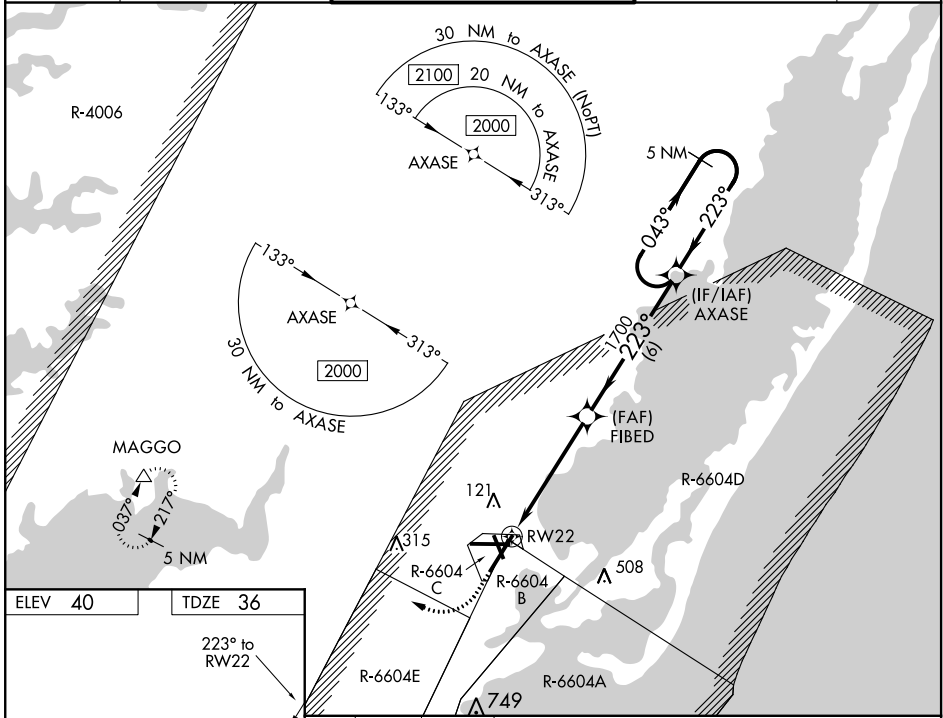 30 NM to AXASE (NoPT)
2100
20 NM to AXASE
133°
2000
AXASE
313°
R-4006
5 NM
043°
223°
(IF/IAF)
AXASE
133°
AXASE
313°
2000
30 NM to AXASE
1700
223°
(6)
(FAF)
FIBED
MAGGO
037°
217°
5 NM
R-6604D
121
315
RW22
R-6604
C
R-6604
B
508
ELEV 40
TDZE 36
223° to
RW22
R-6604E
R-6604A
749